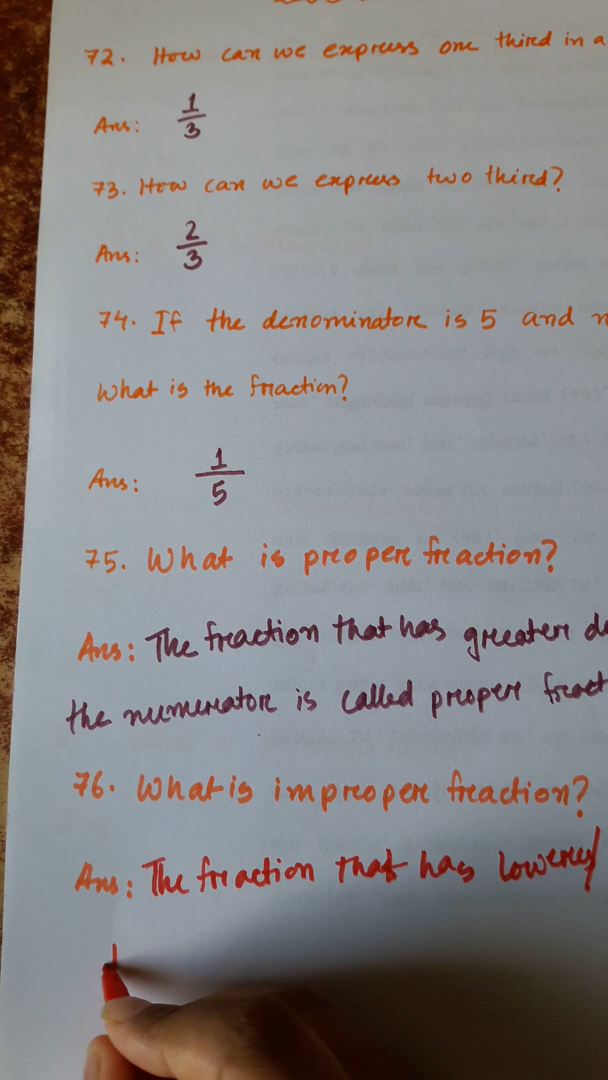 72. How can we express one third in a
Ans: 1/3
73. How can we express two third?
Ans: 2/3
74. If the denominator is 5 and
What is the fraction?
Ans: 1/5
75. What is proper fraction?
Ans: The fraction that has greater
the numerator is called proper
76. What is improper fraction?
Ans: The fraction that has lower